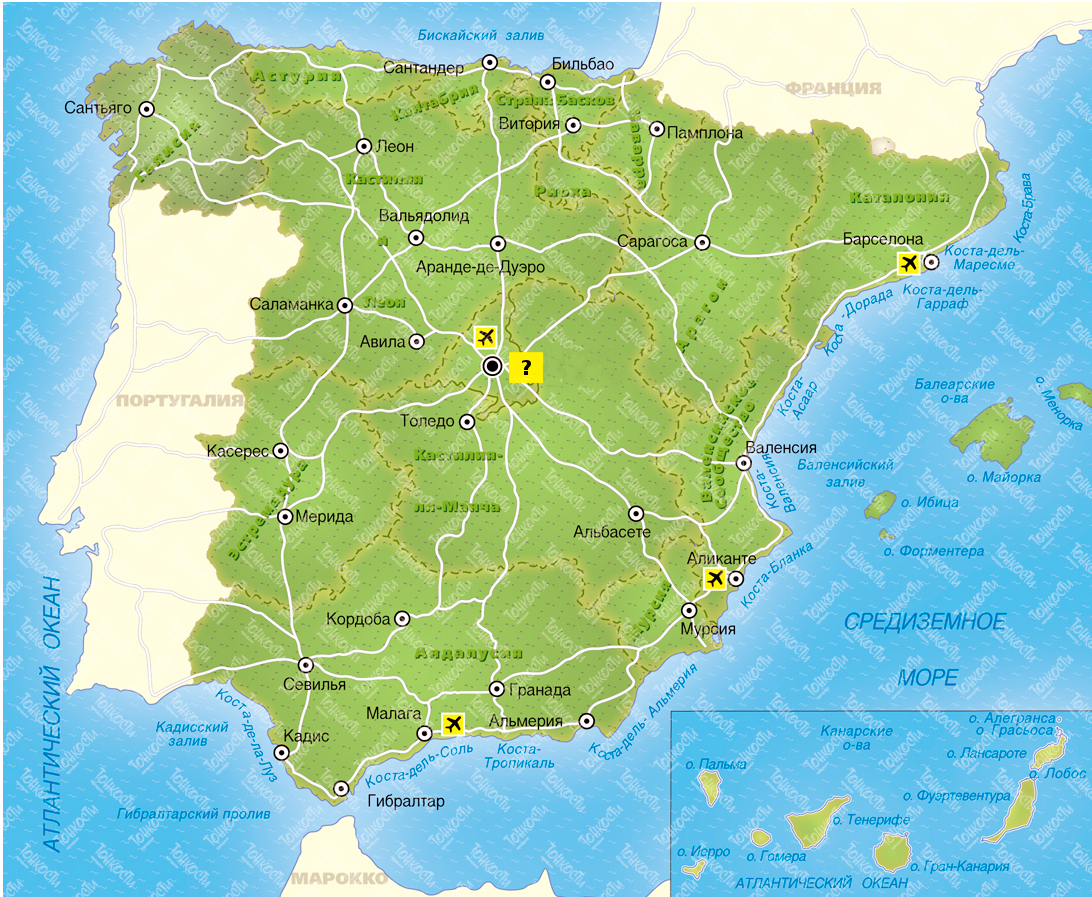 Бискайский залив
Сантандер
Бильбао
ФРАНЦИЯ
Астурия
Кантабрия
Страна Басков
Сантьяго
Витория
Памплона
Наварра
Галисия
Леон
Кастилия
Риоха
Каталония
Коста-Брава
Вальядолид
и
Сарагоса
Барселона
Коста-дель-
Маресме
Аранде-де-Дуэро
Арагон
Коста-дель-
Гарраф
Саламанка
Леон
Коста -Дорада
Авила
?
Балеарские
о-ва
о. Менорка
ПОРТУГАЛИЯ
Коста-
Асаар
Толедо
Валенсийское
Сообщество
Валенсия
Касерес
Кастилия-
Коста-
Валенсия
Валенсийский
залив
о. Майорка
Эстремадура
ля-Манча
о. Ибица
Мерида
Альбасете
о. Форментера
Аликанте
Коста-Бланка
АТЛАНТИЧЕСКИЙ ОКЕАН
Мурсия
Кордоба
Мурсия
СРЕДИЗЕМНОЕ
МОРЕ
Андалусия
Севилья
Гранада
Коста-де-ла-Луз
Малага
Альмерия
Коста-дель- Альмерия
Кадисский
залив
Кадис
Коста-дель-Соль
Коста-
Тропикаль
Гибралтар
Гибралтарский пролив
МАРОККО
Канарские
о-ва
о. Алегранса
о. Грасьоса
о. Лансароте
о. Лобос
о. Пальма
о. Фуэртевентура
о. Тенерифе
о. Иерро
о. Гомера
о. Гран-Канария
АТЛАНТИЧЕСКИЙ ОКЕАН
Тонкости